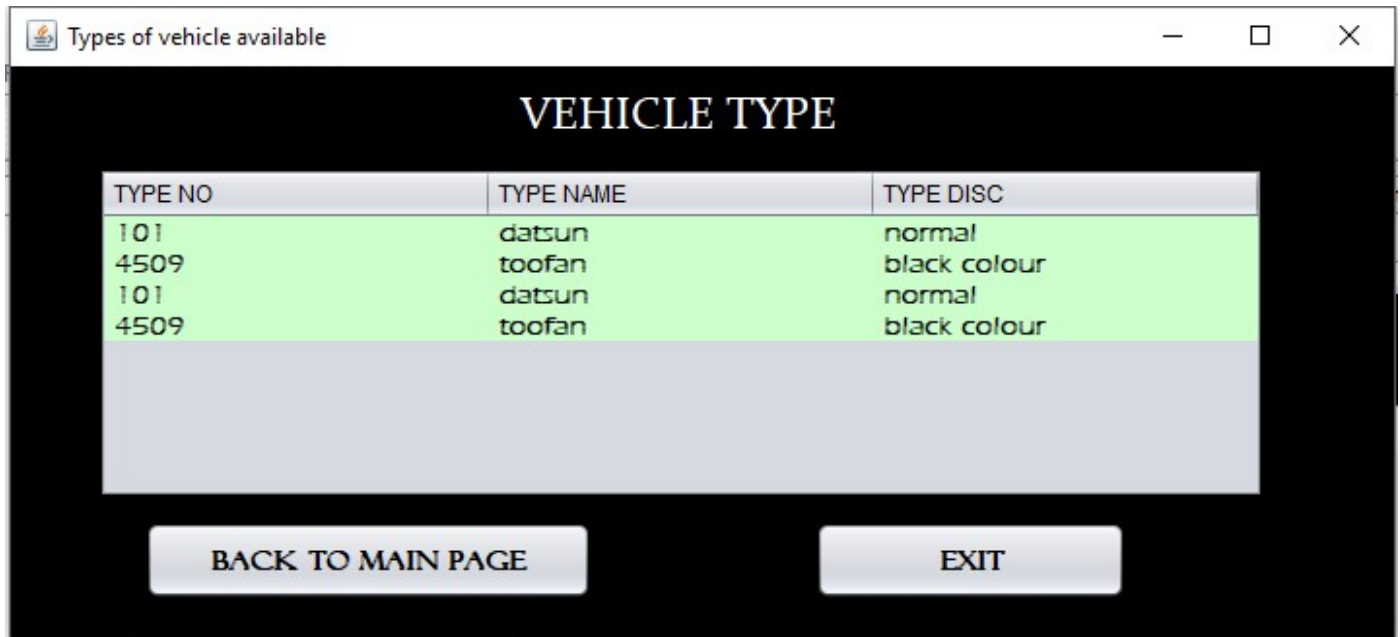 Types of vehicle available
VEHICLE TYPE
TYPE NO TYPE NAME TYPE DISC
101 datsun normal
4509 toofan black colour
101 datsun normal
4509 toofan black colour
BACK TO MAIN PAGE EXIT